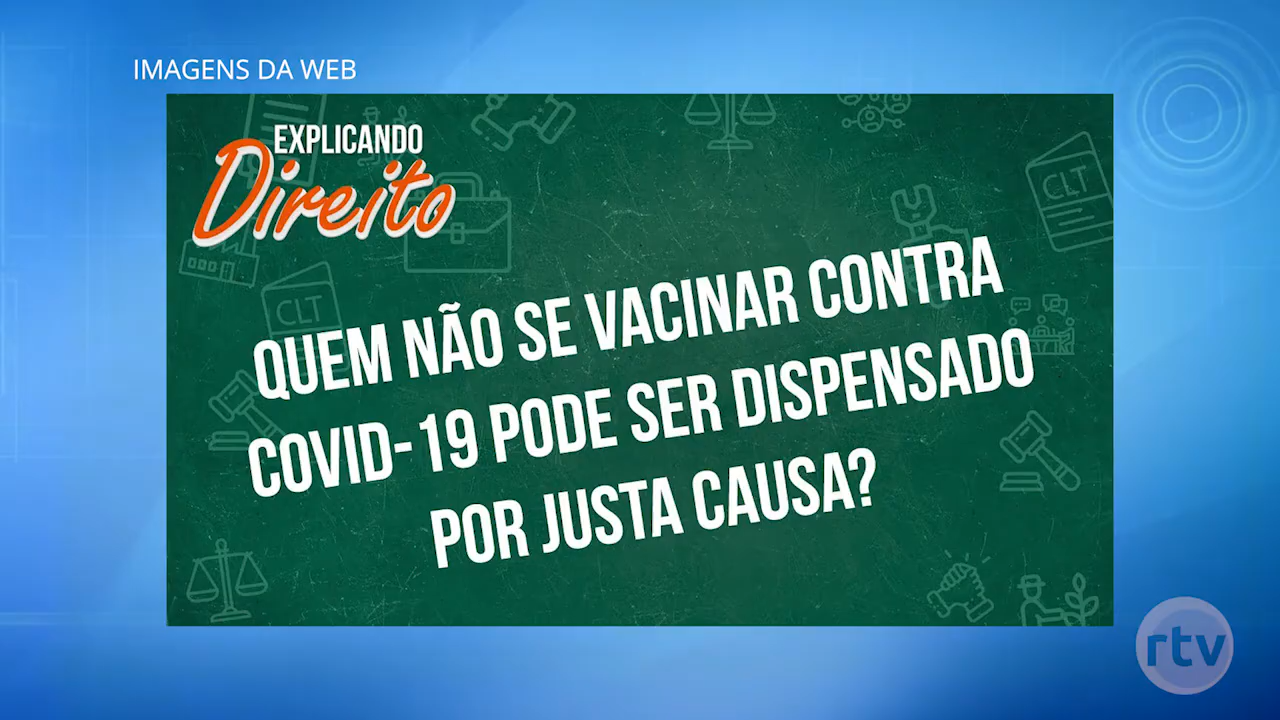 IMAGENS DA WEB
EXPLICANDO
Direito
CLT
CLT
QUEM NÃO SE VACINAR CONTRA
COVID-19 PODE SER DISPENSADO
POR JUSTA CAUSA?
rtv